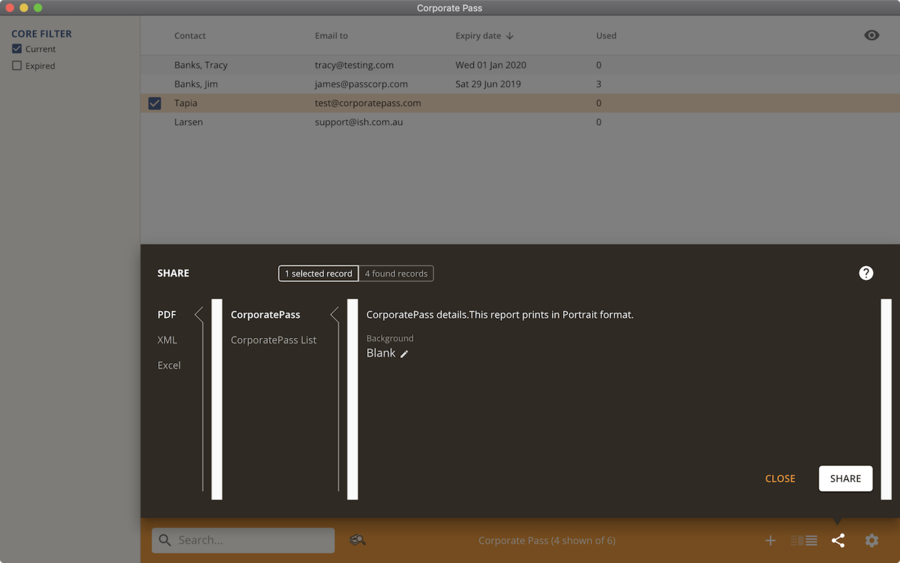 Corporate Pass
CORE FILTER
Current
Expired
Contact Email to Expiry date Used
Banks, Tracy tracy@testing.com Wed 01 Jan 2020 0
Banks, Jim james@passcorp.com Sat 29 Jun 2019 3
Tapia test@corporatepass.com 0
Larsen support@ish.com.au 0
SHARE 1 selected record 4 found records ?
PDF CorporatePass CorporatePass details.This report prints in Portrait format.
XML CorporatePass List Background
Blank
Excel
CLOSE SHARE
Search... Corporate Pass (4 shown of 6)